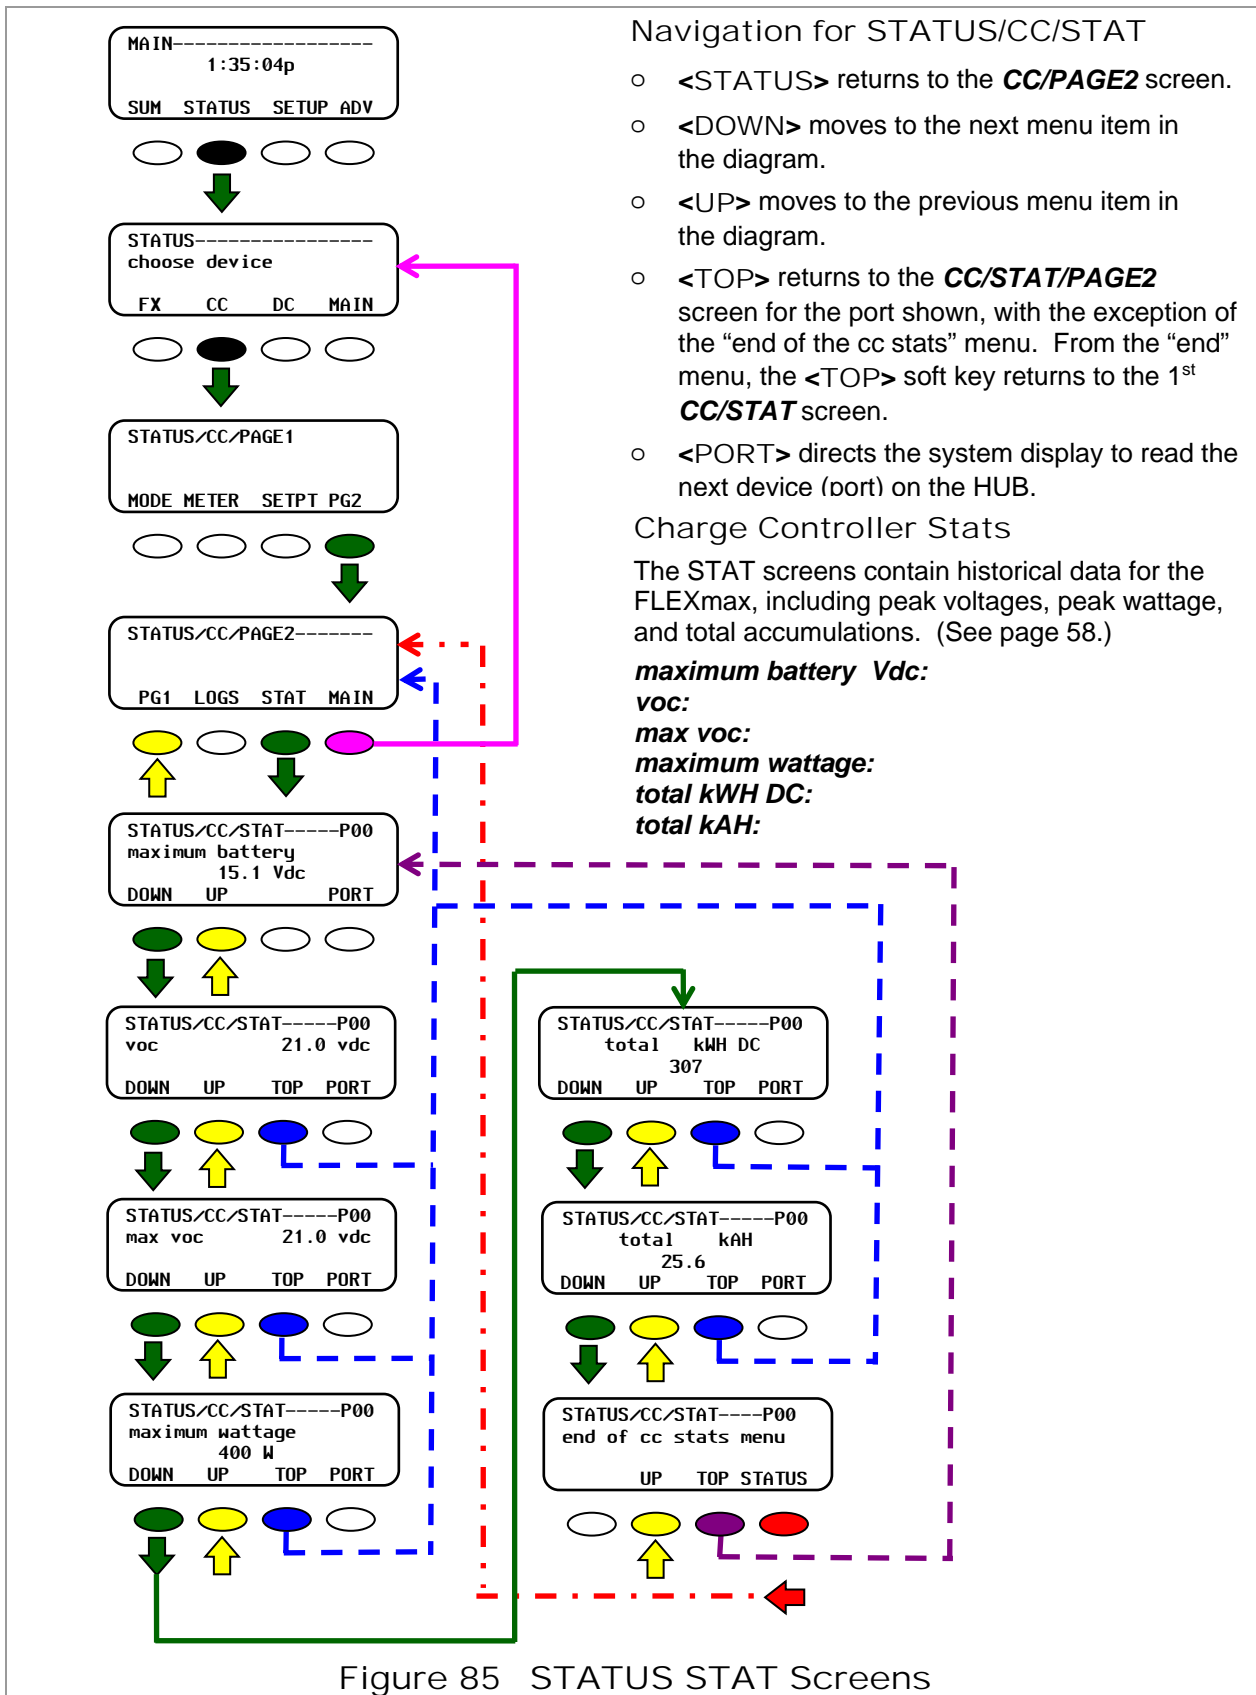 MAIN------------------
1:35:04p
SUM STATUS SETUP ADV
STATUS----------------
choose device
FX CC DC MAIN
STATUS/CC/PAGE1
MODE METER SETPT PG2
STATUS/CC/PAGE2-------
PG1 LOGS STAT MAIN
STATUS/CC/STAT-----P00
maximum battery
15.1 Vdc
DOWN UP PORT
STATUS/CC/STAT-----P00
voc 21.0 vdc
DOWN UP TOP PORT
STATUS/CC/STAT-----P00
max voc 21.0 vdc
DOWN UP TOP PORT
STATUS/CC/STAT-----P00
maximum wattage
400 W
DOWN UP TOP PORT
Navigation for STATUS/CC/STAT
o <STATUS> returns to the CC/PAGE2 screen.
o <DOWN> moves to the next menu item in
the diagram.
o <UP> moves to the previous menu item in
the diagram.
o <TOP> returns to the CC/STAT/PAGE2
screen for the port shown, with the exception of
the “end of the cc stats” menu. From the “end”
menu, the <TOP> soft key returns to the 1st
CC/STAT screen.
o <PORT> directs the system display to read the
next device (port) on the HUB.
Charge Controller Stats
The STAT screens contain historical data for the
FLEXmax, including peak voltages, peak wattage,
and total accumulations. (See page 58.)
maximum battery Vdc:
voc:
max voc:
maximum wattage:
total kWH DC:
total kAH:
STATUS/CC/STAT-----P00
total kWH DC
307
DOWN UP TOP PORT
STATUS/CC/STAT-----P00
total kAH
25.6
DOWN UP TOP PORT
STATUS/CC/STAT----P00
end of cc stats menu
UP TOP STATUS
Figure 85 STATUS STAT Screens